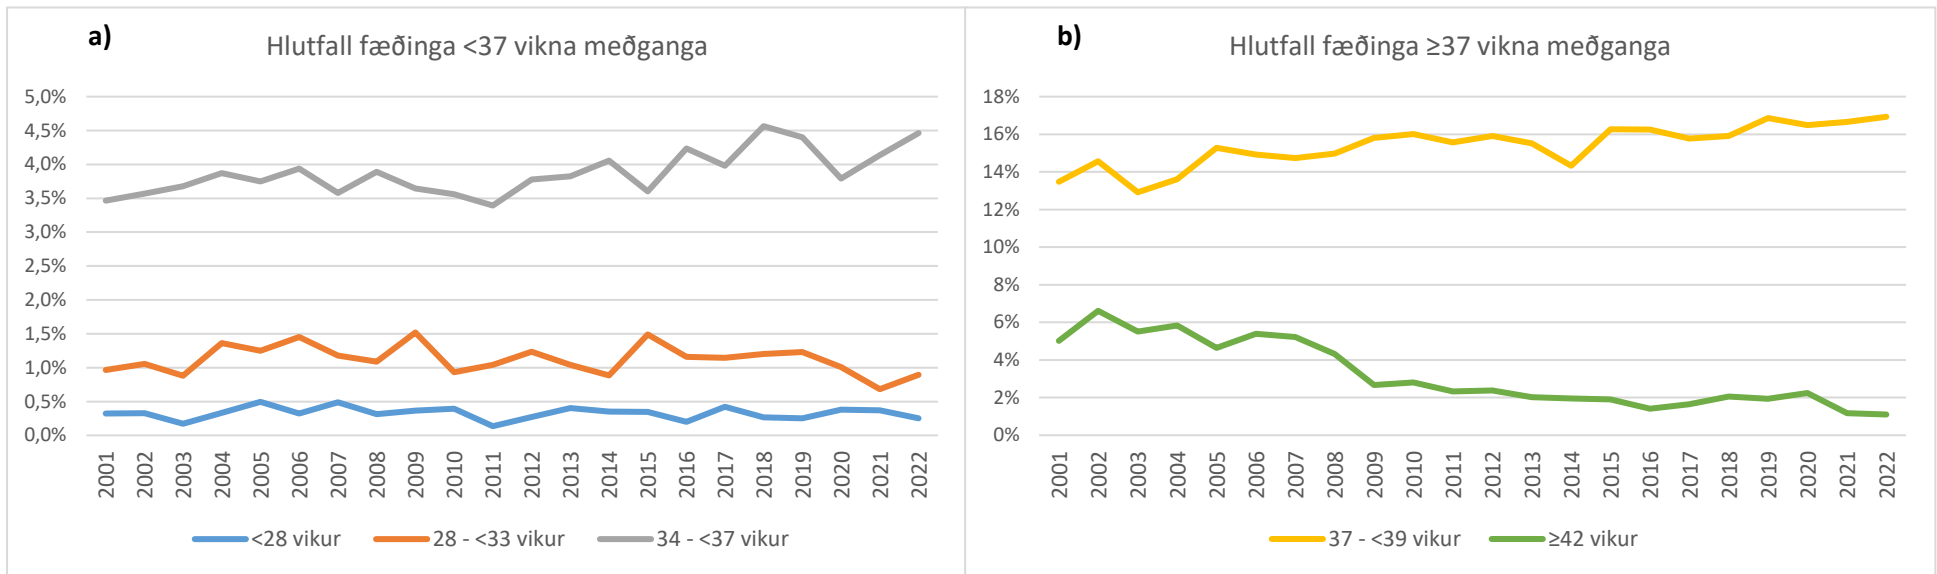 a)
Hlutfall fæðinga <37 vikna meðganga
5,0%
4,5%
4,0%
3,5%
3,0%
2,5%
2,0%
1,5%
1,0%
0,5%
0,0%
2001 2002 2003 2004 2005 2006 2007 2008 2009 2010 2011 2012 2013 2014 2015 2016 2017 2018 2019 2020 2021 2022
<28 vikur 28 - <33 vikur 34 - <37 vikur
b)
Hlutfall fæðinga ≥37 vikna meðganga
18%
16%
14%
12%
10%
8%
6%
4%
2%
0%
2001 2002 2003 2004 2005 2006 2007 2008 2009 2010 2011 2012 2013 2014 2015 2016 2017 2018 2019 2020 2021 2022
37 - <39 vikur ≥42 vikur